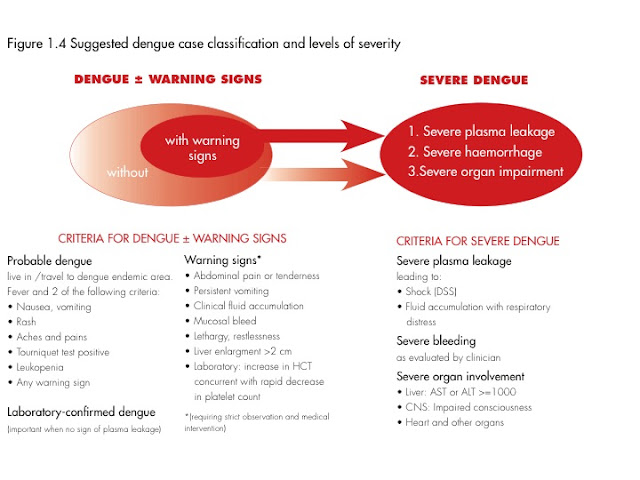 Figure 1.4 Suggested dengue case classification and levels of severity
DENGUE ± WARNING SIGNS
SEVERE DENGUE
with warning
signs
without
1. Severe plasma leakage
2. Severe haemorrhage
3.Severe organ impairment
CRITERIA FOR DENGUE ± WARNING SIGNS
Probable dengue
live in /travel to dengue endemic area.
Fever and 2 of the following criteria:
• Nausea, vomiting
• Rash
• Aches and pains
• Tourniquet test positive
• Leukopenia
• Any warning sign
Laboratory-confirmed dengue
(important when no sign of plasma leakage)
Warning signs*
• Abdominal pain or tenderness
• Persistent vomiting
• Clinical fluid accumulation
• Mucosal bleed
• Lethargy, restlessness
• Liver enlargment >2 cm
• Laboratory: increase in HCT
concurrent with rapid decrease
in platelet count
*(requiring strict observation and medical
intervention)
CRITERIA FOR SEVERE DENGUE
Severe plasma leakage
leading to:
• Shock (DSS)
• Fluid accumulation with respiratory
distress
Severe bleeding
as evaluated by clinician
Severe organ involvement
• Liver: AST or ALT >=1000
• CNS: Impaired consciousness
• Heart and other organs